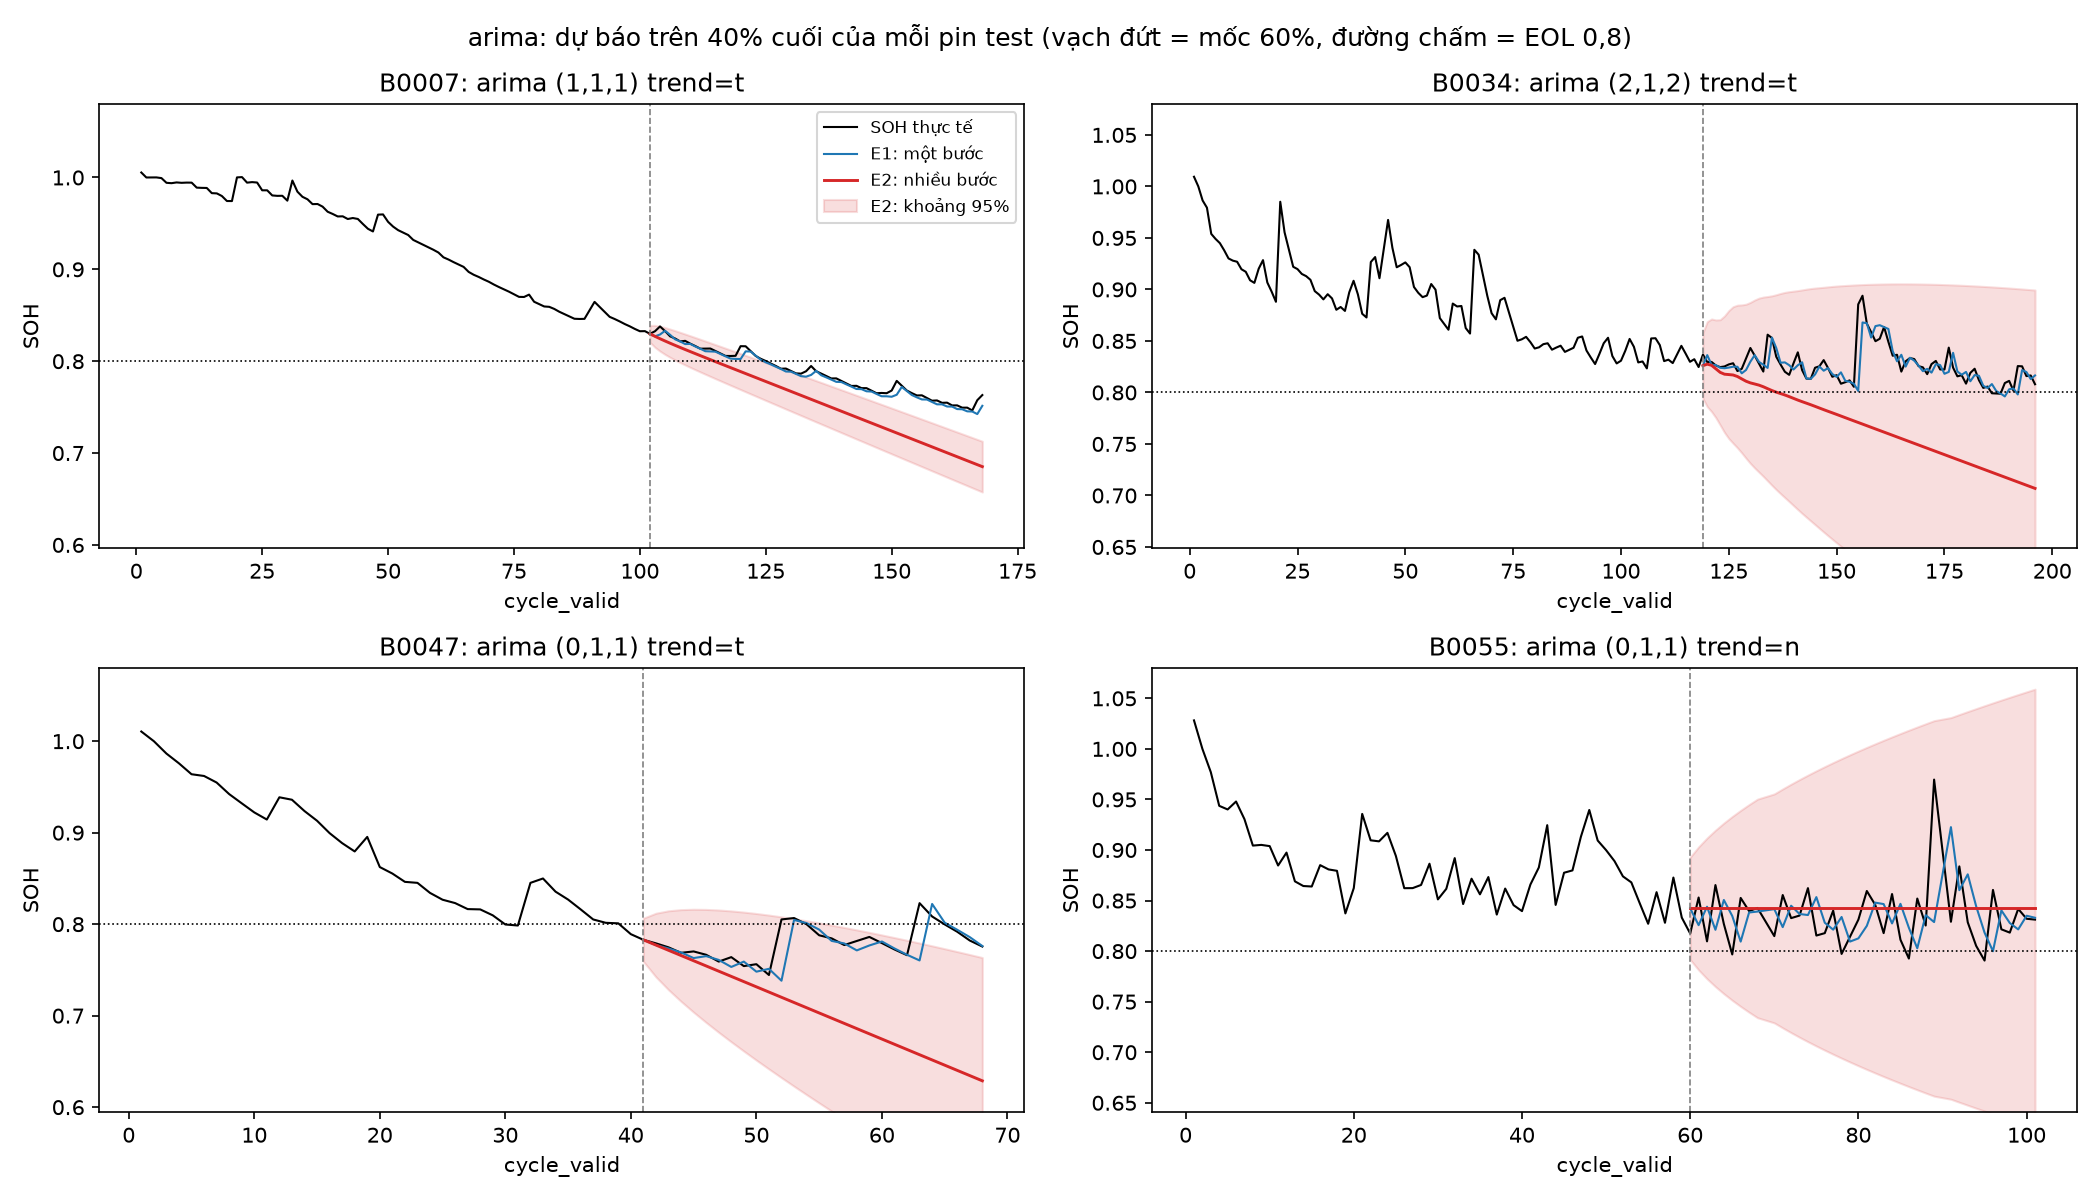 arima: dự báo trên 40% cuối của mỗi pin test (vạch đứt = mốc 60%, đường chấm = EOL 0,8)
B0007: arima (1,1,1) trend=t
SOH thực tế
E1: một bước
E2: nhiều bước
E2: khoảng 95%
1.0
0.9
0.8
0.7
0.6
SOH
0 25 50 75 100 125 150 175
cycle_valid
B0034: arima (2,1,2) trend=t
1.05
1.00
0.95
0.90
0.85
0.80
0.75
0.70
0.65
SOH
0 25 50 75 100 125 150 175 200
cycle_valid
B0047: arima (0,1,1) trend=t
1.0
0.9
0.8
0.7
0.6
SOH
0 10 20 30 40 50 60 70
cycle_valid
B0055: arima (0,1,1) trend=n
1.05
1.00
0.95
0.90
0.85
0.80
0.75
0.70
0.65
SOH
0 20 40 60 80 100
cycle_valid